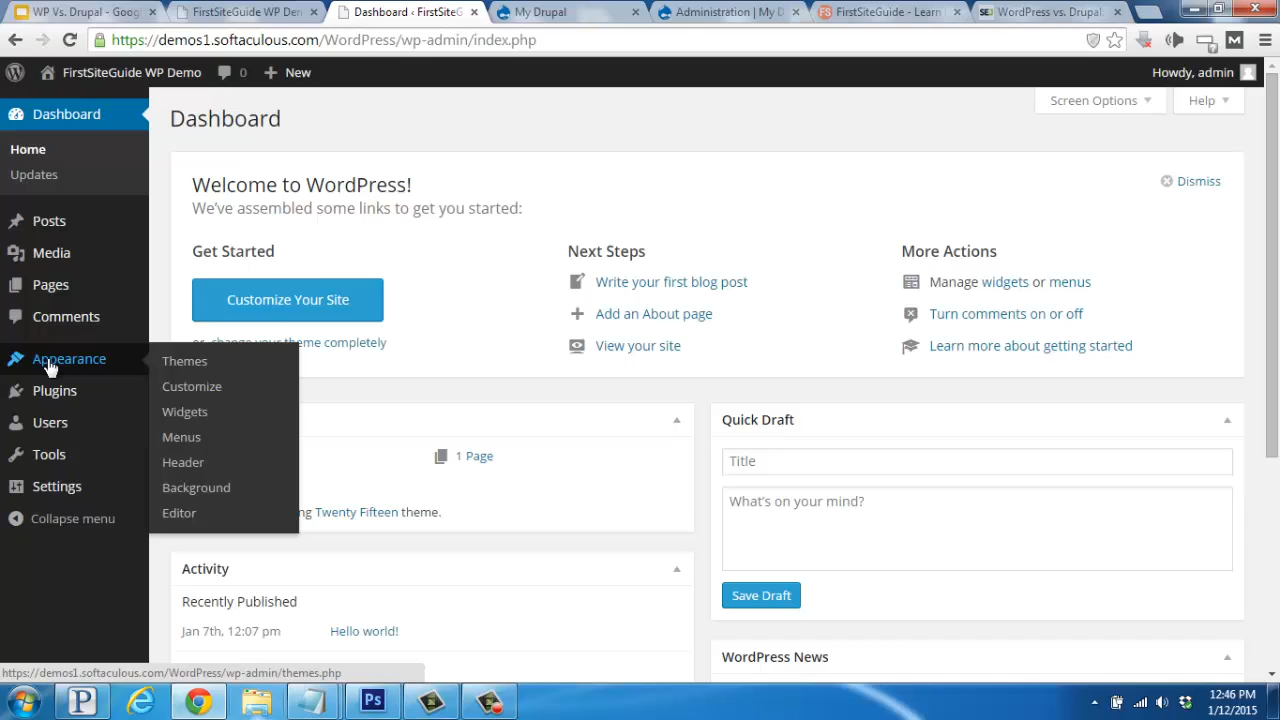 WP Vs. Drupal - Goog
FirstSiteGuide WP De
Dashboard ‹ FirstSiteG
My Drupal
Administration | My D
FirstSiteGuide - Learn
WordPress vs. Drupal
https://demos1.softaculous.com/WordPress/wp-admin/index.php
FirstSiteGuide WP Demo
0
New
Howdy, admin
Dashboard
Home
Updates
Posts
Media
Pages
Comments
Appearance
Plugins
Users
Tools
Settings
Collapse menu
Themes
Customize
Widgets
Menus
Header
Background
Editor
Dashboard
Screen Options
Help
Welcome to WordPress!
We've assembled some links to get you started:
Dismiss
Get Started
Customize Your Site
theme completely
Next Steps
Write your first blog post
Add an About page
View your site
More Actions
Manage widgets or menus
Turn comments on or off
Learn more about getting started
1 Page
ng Twenty Fifteen theme.
Activity
Recently Published
Jan 7th, 12:07 pm Hello world!
Quick Draft
Title
What's on your mind?
Save Draft
WordPress News
https://demos1.softaculous.com/WordPress/wp-admin/themes.php
12:46 PM
1/12/2015